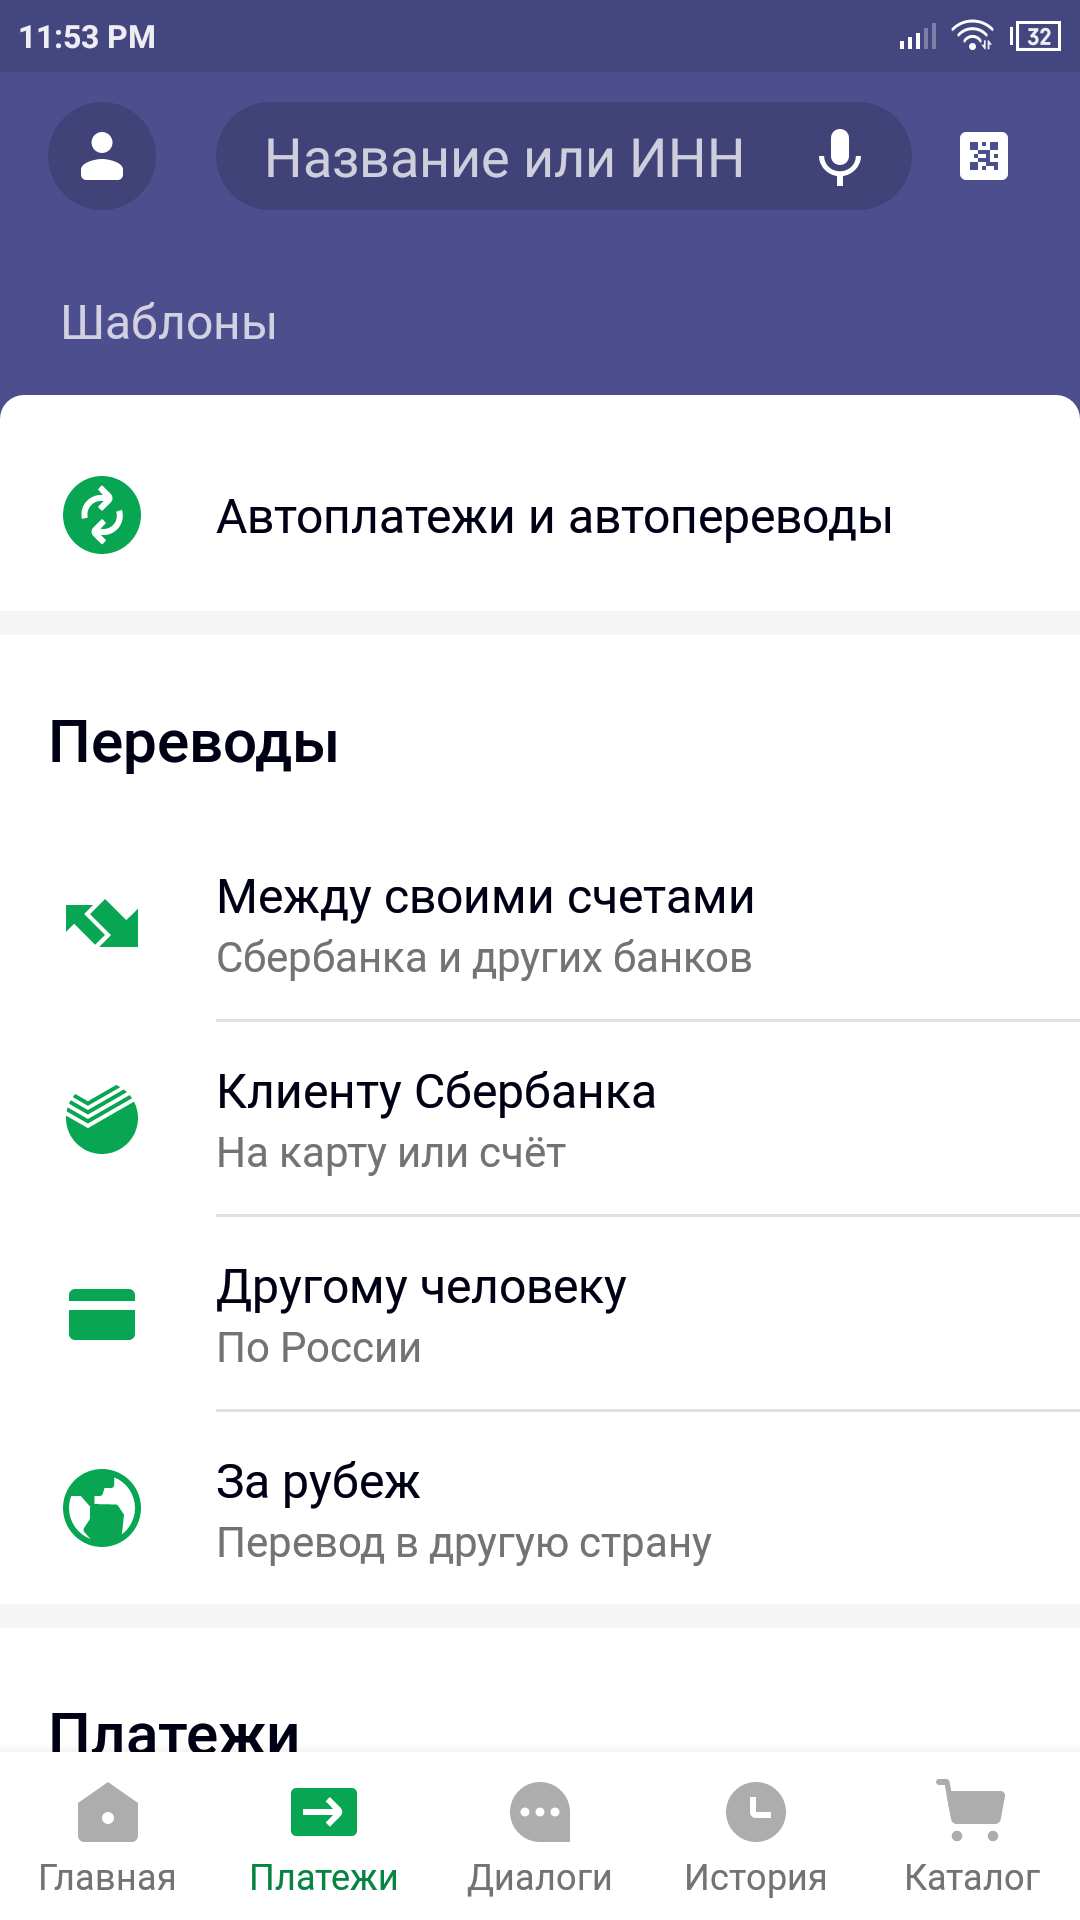 11:53 PM
32
Название или ИНН
Шаблоны
Автоплатежи и автопереводы
Переводы
Между своими счетами
Сбербанка и других банков
Клиенту Сбербанка
На карту или счёт
Другому человеку
По России
За рубеж
Перевод в другую страну
Платежи
Главная
Платежи
Диалоги
История
Каталог